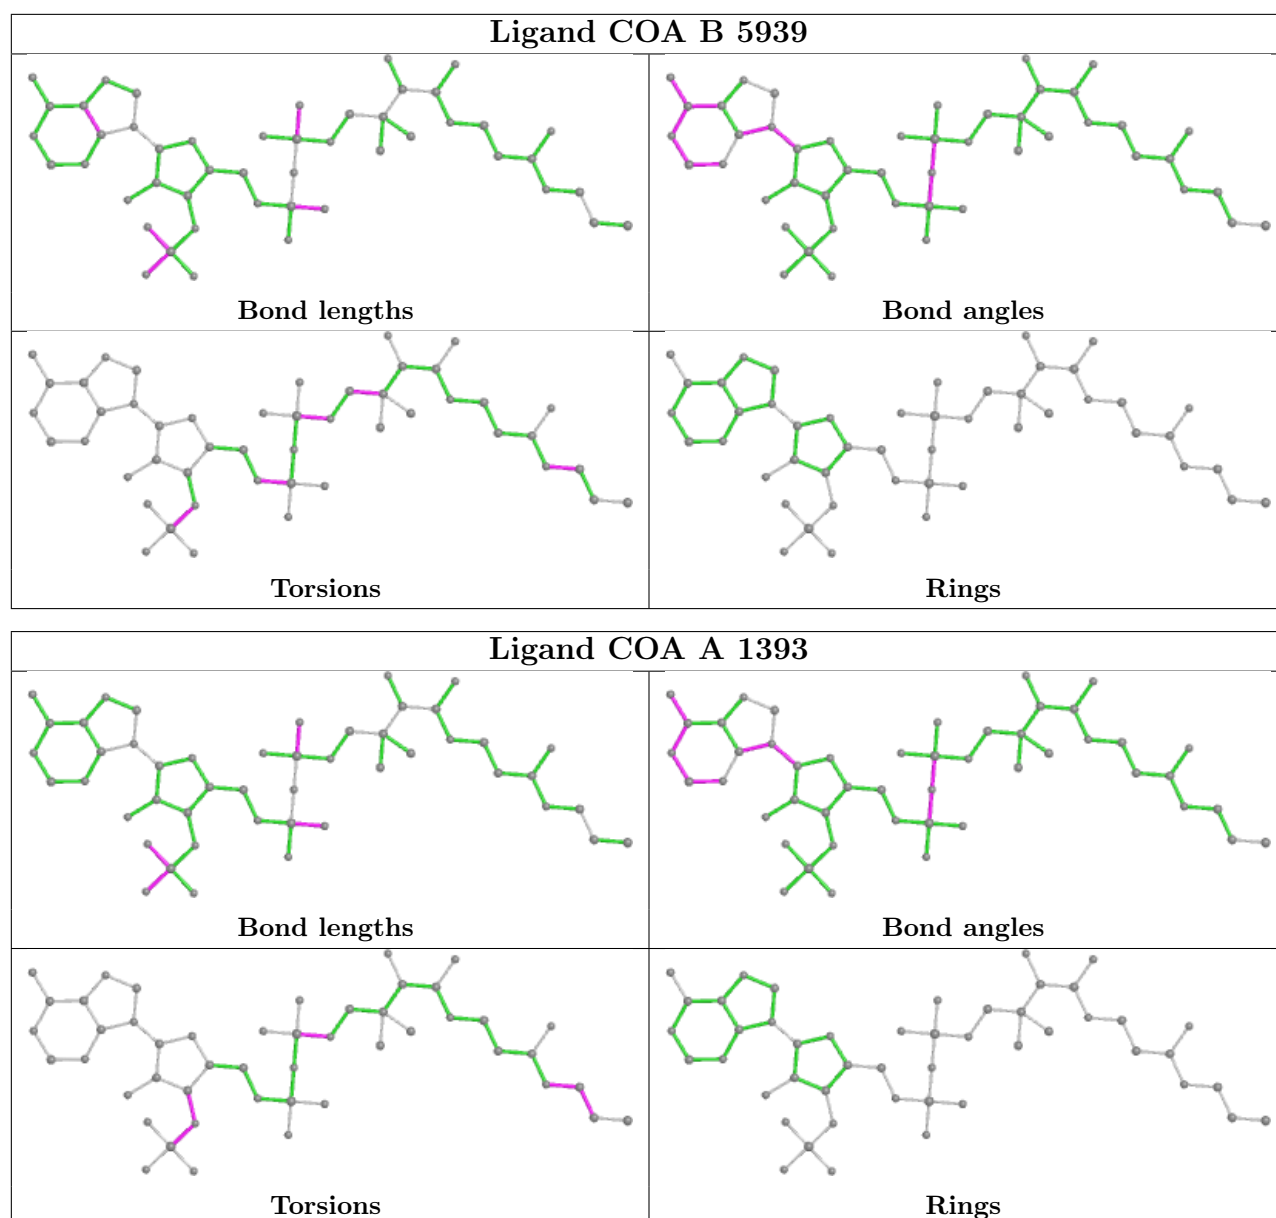 Ligand COA B 5939
Bond lengths
Bond angles
Torsions
Rings
Ligand COA A 1393
Bond lengths
Bond angles
Torsions
Rings